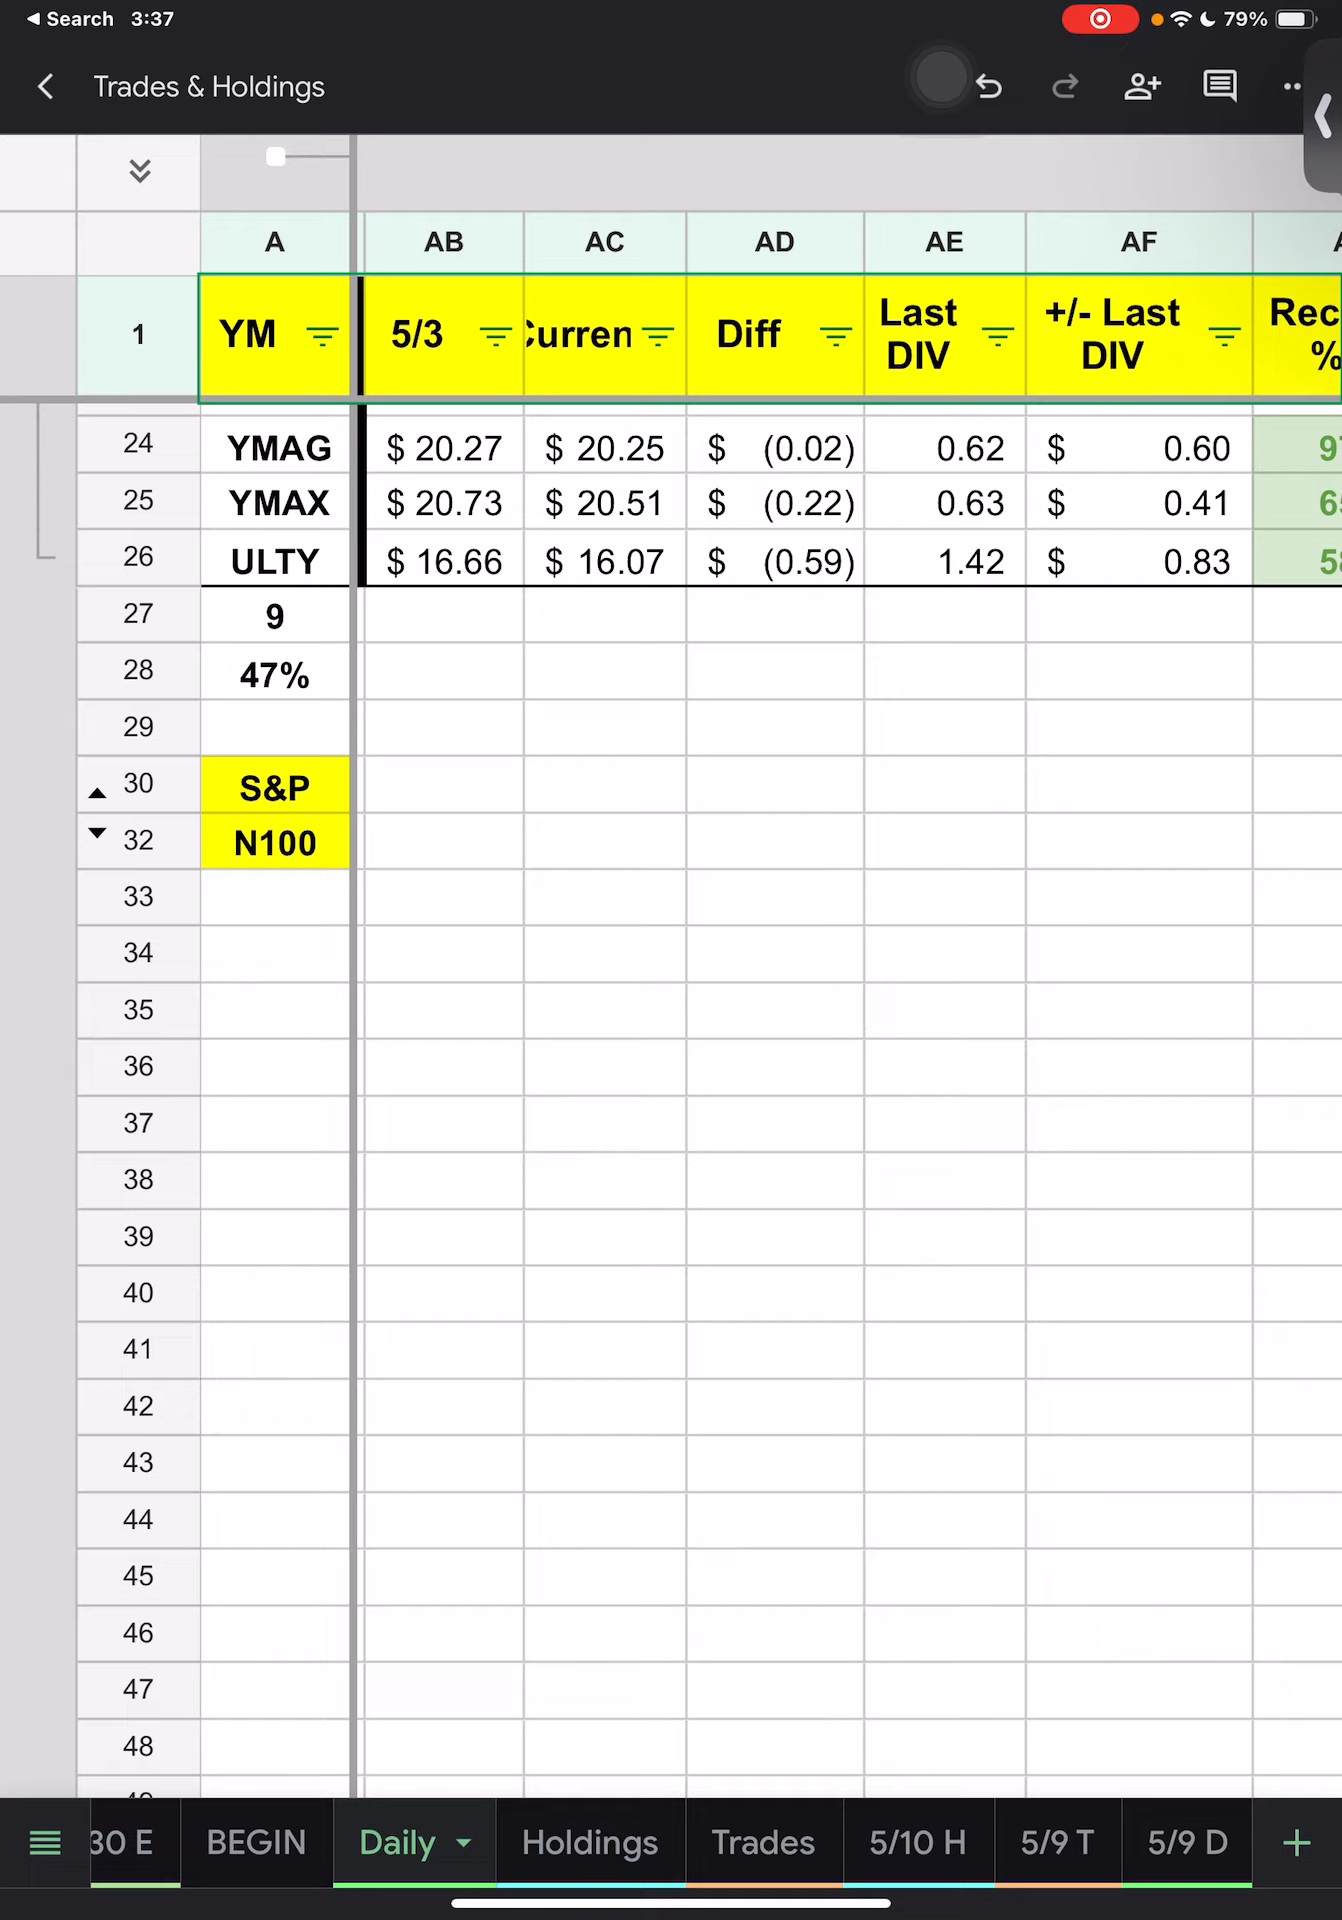 Search 3:37 79%
Trades & Holdings
A AB AC AD AE AF
1 YM 5/3 Diff Last DIV +/- Last DIV Rec %
24 YMAG $ 20.27 $ 20.25 $ (0.02) 0.62 $ 0.60
25 YMAX $ 20.73 $ 20.51 $ (0.22) 0.63 $ 0.41
26 ULTY $ 16.66 $ 16.07 $ (0.59) 1.42 $ 0.83
27 9
28 47%
29
30 S&P
32 N100
33
34
35
36
37
38
39
40
41
42
43
44
45
46
47
48
30 E BEGIN Daily Holdings Trades 5/10 H 5/9 T 5/9 D +